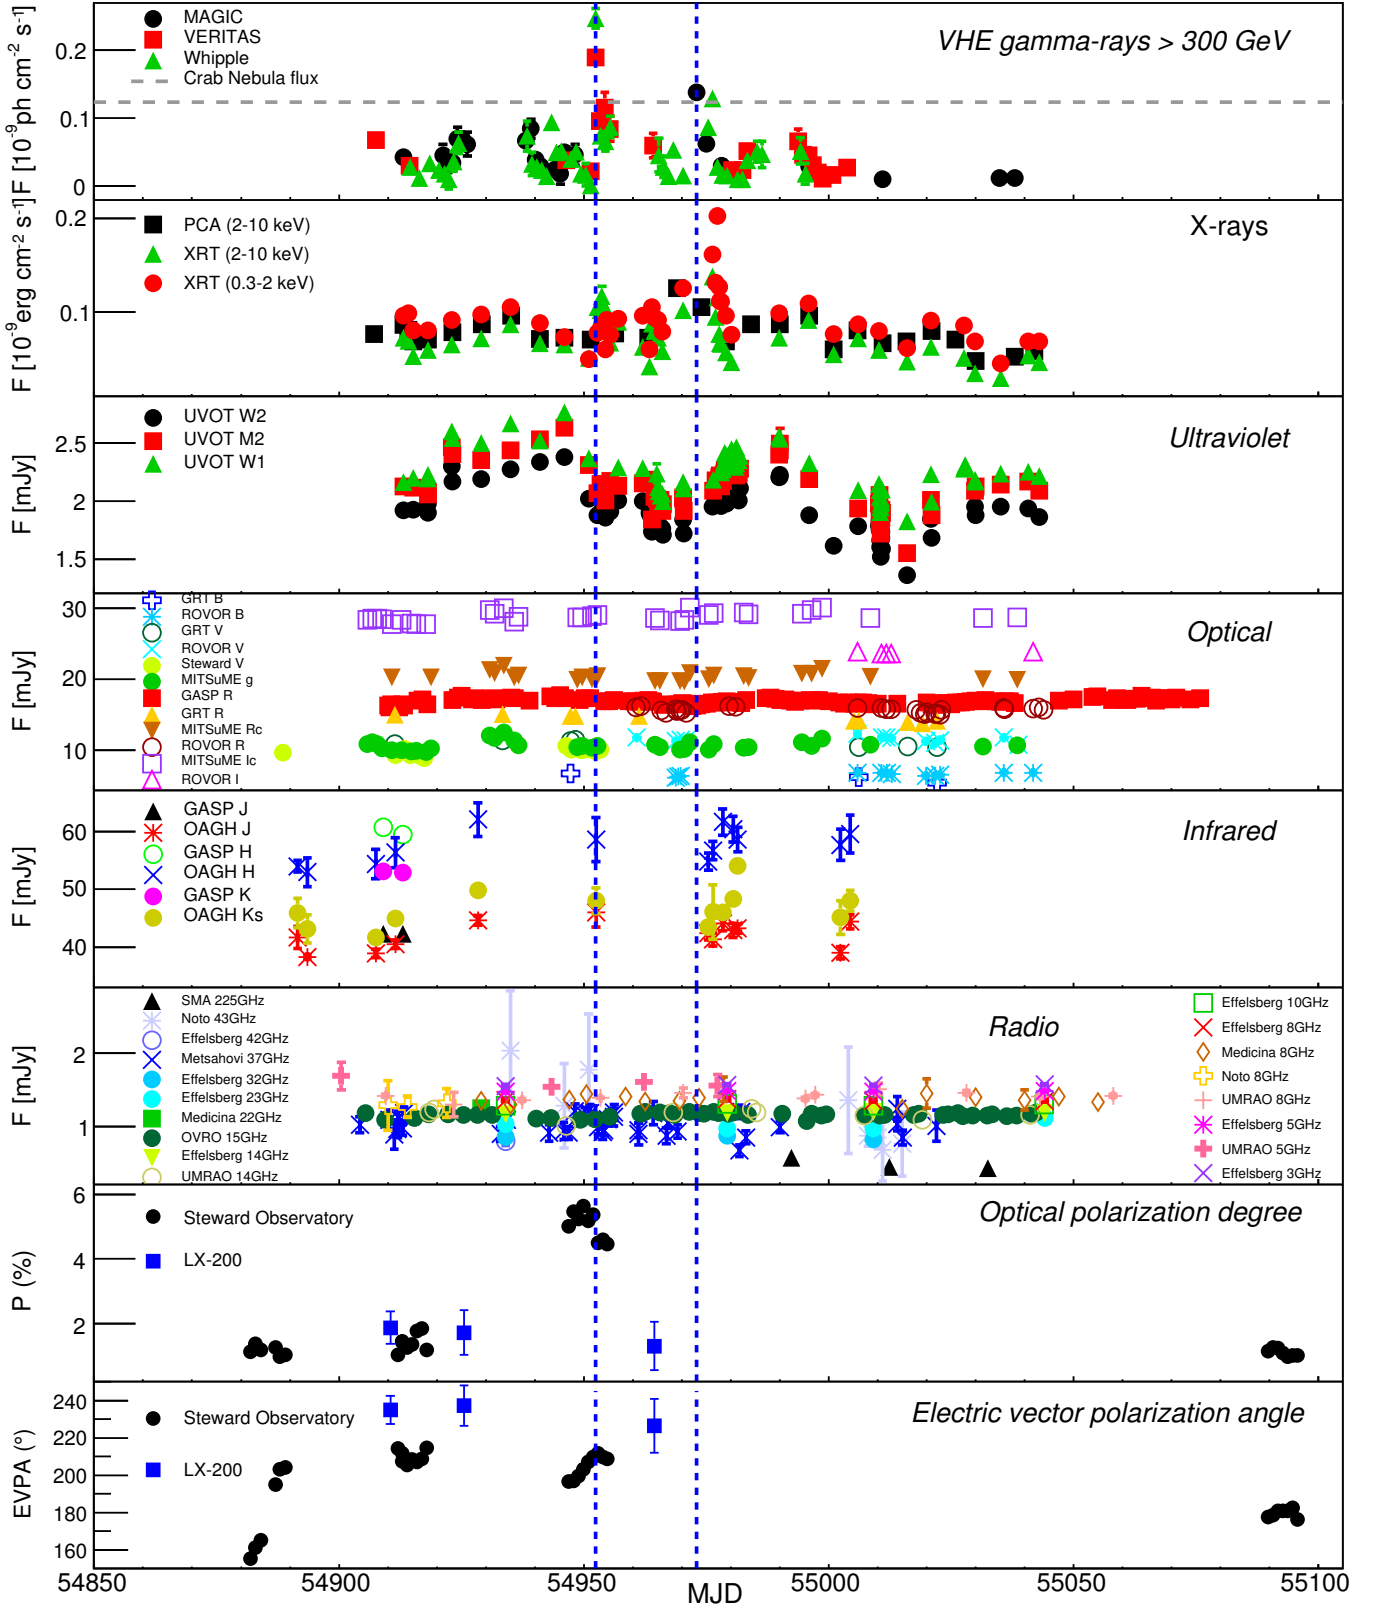 F [10⁻⁹ph cm⁻² s⁻¹]
0.2
0.1
0
MAGIC
VERITAS
Whipple
Crab Nebula flux
VHE gamma-rays > 300 GeV
F [10⁻⁹erg cm⁻² s⁻¹]
0.2
0.1
PCA (2-10 keV)
XRT (2-10 keV)
XRT (0.3-2 keV)
X-rays
F [mJy]
2.5
2
1.5
UVOT W2
UVOT M2
UVOT W1
Ultraviolet
F [mJy]
30
20
10
GRT B
ROVOR B
GRT V
ROVOR V
Steward V
MITSuME g
GASP R
GRT R
MITSuME Rc
ROVOR R
MITSuME Ic
ROVOR I
Optical
F [mJy]
60
50
40
GASP J
OAGH J
GASP H
OAGH H
GASP K
OAGH Ks
Infrared
F [mJy]
2
1
SMA 225GHz
Noto 43GHz
Effelsberg 42GHz
Metsahovi 37GHz
Effelsberg 32GHz
Effelsberg 23GHz
Medicina 22GHz
OVRO 15GHz
Effelsberg 14GHz
UMRAO 14GHz
Radio
Effelsberg 10GHz
Effelsberg 8GHz
Medicina 8GHz
Noto 8GHz
UMRAO 8GHz
Effelsberg 5GHz
UMRAO 5GHz
Effelsberg 3GHz
P (%)
6
4
2
Steward Observatory
LX-200
Optical polarization degree
EVPA (°)
240
220
200
180
160
Steward Observatory
LX-200
Electric vector polarization angle
54850
54900
54950
55000
55050
55100
MJD